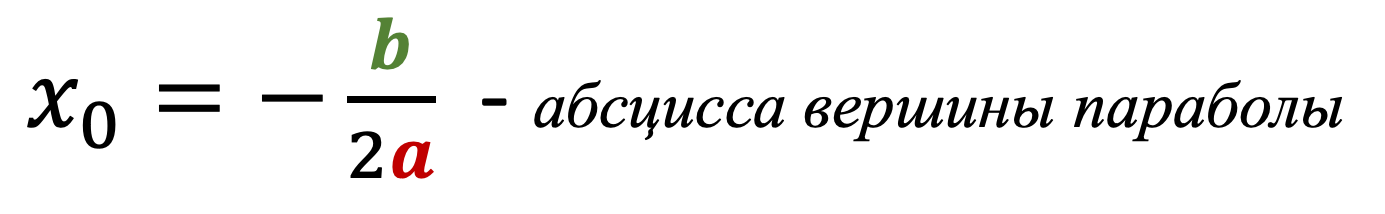 x₀ = − b/2a - абсцисса вершины параболы